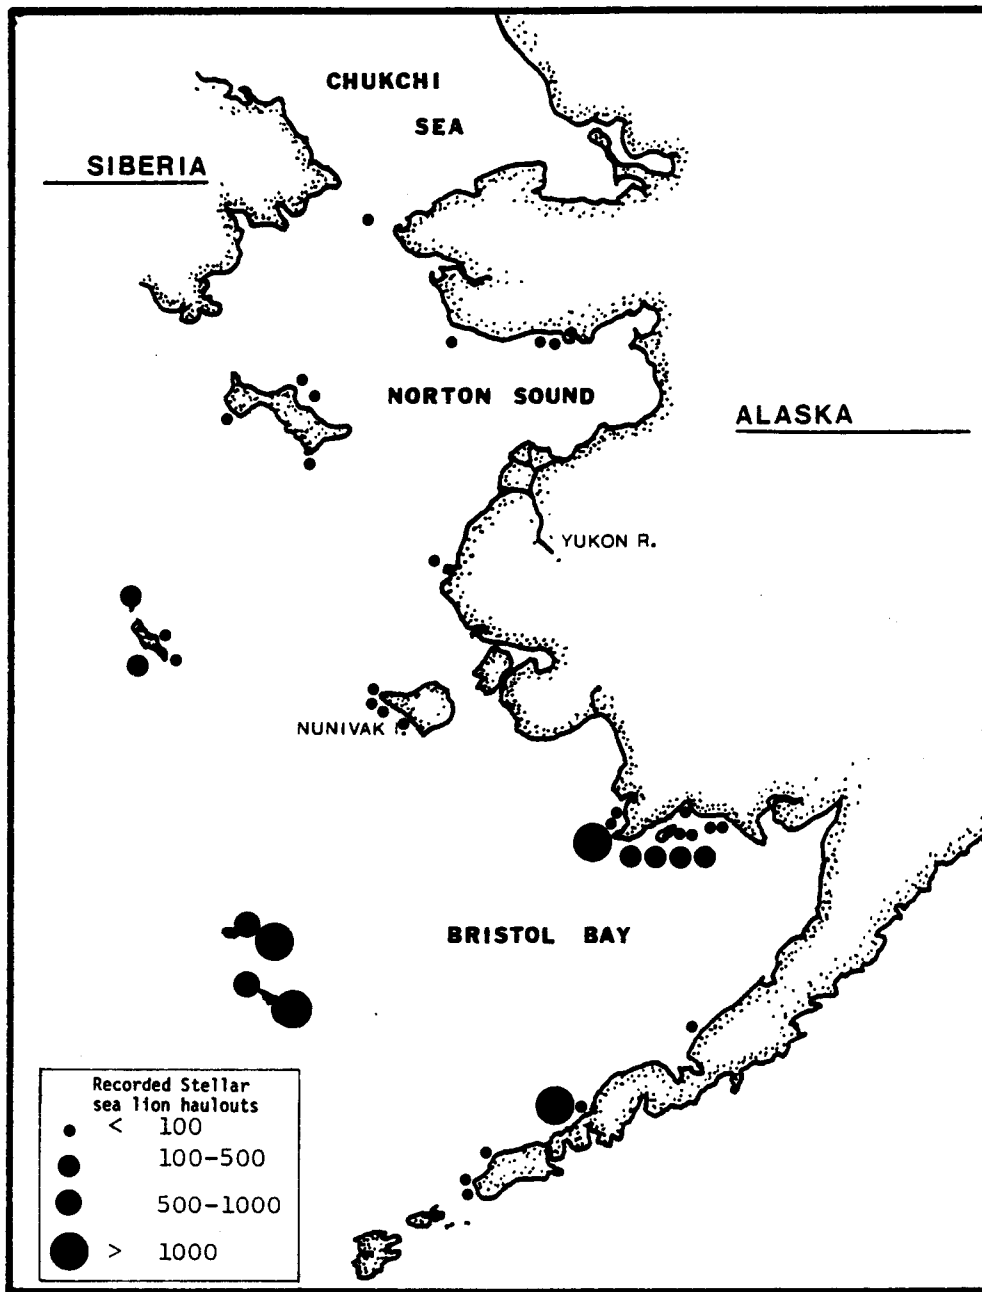 CHUKCHI
SEA
SIBERIA
NORTON SOUND
ALASKA
YUKON R.
NUNIVAK I.
BRISTOL BAY
Recorded Stellar
sea lion haulouts
< 100
100-500
500-1000
> 1000